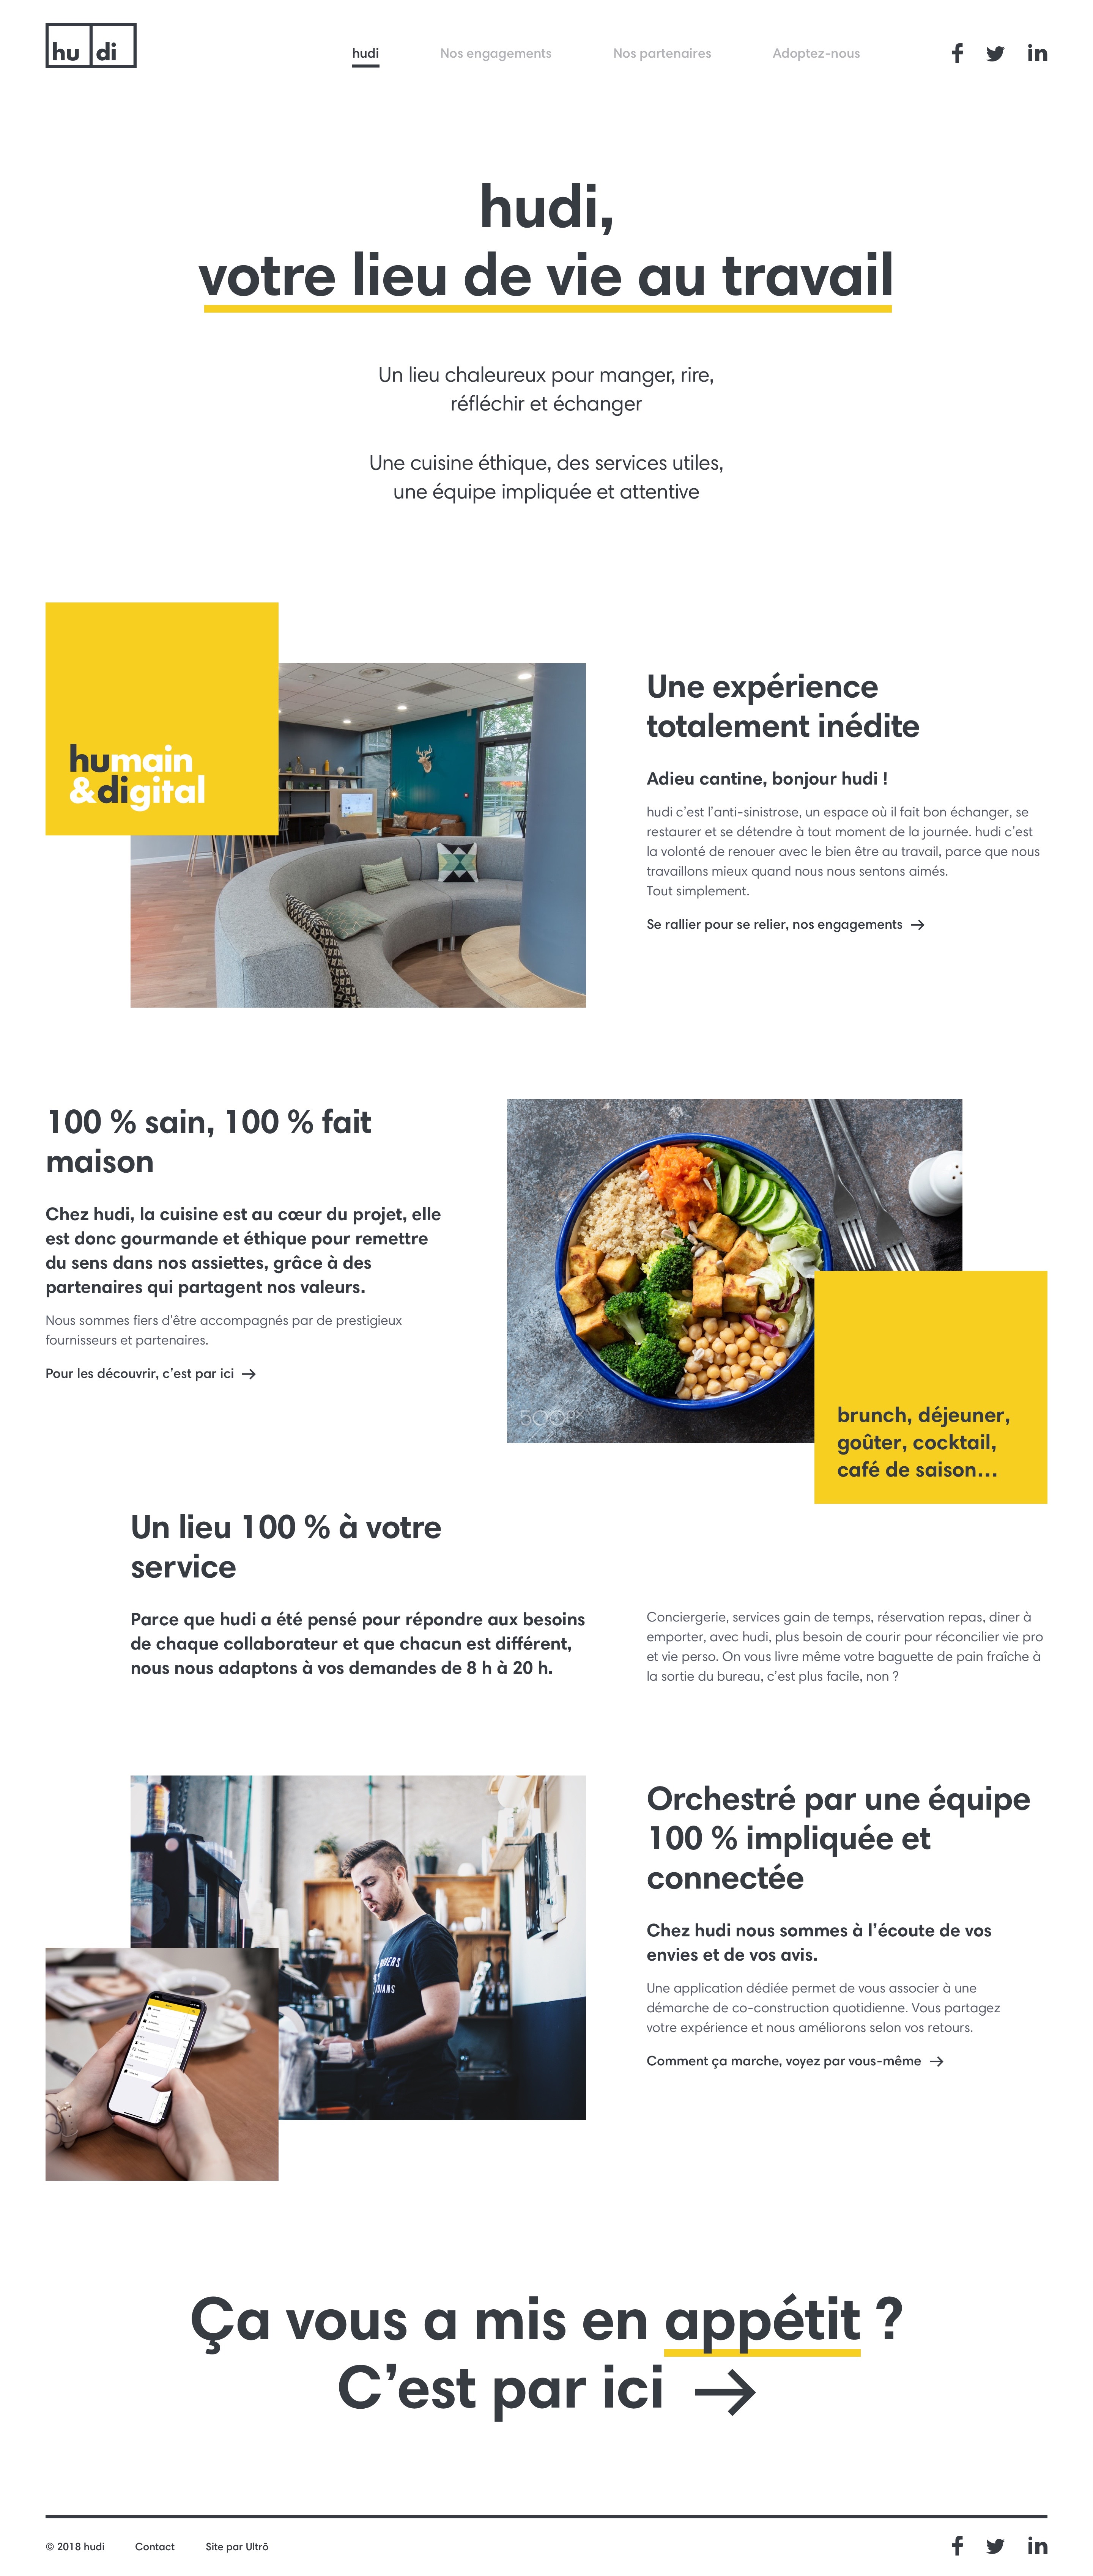 hu di
hudi
Nos engagements
Nos partenaires
Adoptez-nous
hudi,
votre lieu de vie au travail
Un lieu chaleureux pour manger, rire,
réfléchir et échanger
Une cuisine éthique, des services utiles,
une équipe impliquée et attentive
humain
&digital
Une expérience
totalement inédite
Adieu cantine, bonjour hudi !
hudi c'est l'anti-sinistrose, un espace où il fait bon échanger, se
restaurer et se détendre à tout moment de la journée. hudi c'est
la volonté de renouer avec le bien être au travail, parce que nous
travaillons mieux quand nous nous sentons aimés.
Tout simplement.
Se rallier pour se relier, nos engagements →
100 % sain, 100 % fait
maison
Chez hudi, la cuisine est au cœur du projet, elle
est donc gourmande et éthique pour remettre
du sens dans nos assiettes, grâce à des
partenaires qui partagent nos valeurs.
Nous sommes fiers d'être accompagnés par de prestigieux
fournisseurs et partenaires.
Pour les découvrir, c'est par ici →
500px
brunch, déjeuner,
goûter, cocktail,
café de saison...
Un lieu 100 % à votre
service
Parce que hudi a été pensé pour répondre aux besoins
de chaque collaborateur et que chacun est différent,
nous nous adaptons à vos demandes de 8 h à 20 h.
Conciergerie, services gain de temps, réservation repas, diner à
emporter, avec hudi, plus besoin de courir pour réconcilier vie pro
et vie perso. On vous livre même votre baguette de pain fraîche à
la sortie du bureau, c'est plus facile, non ?
Orchestré par une équipe
100 % impliquée et
connectée
Chez hudi nous sommes à l'écoute de vos
envies et de vos avis.
Une application dédiée permet de vous associer à une
démarche de co-construction quotidienne. Vous partagez
votre expérience et nous améliorons selon vos retours.
Comment ça marche, voyez par vous-même →
Ça vous a mis en appétit ?
C'est par ici →
© 2018 hudi
Contact
Site par Ultrō